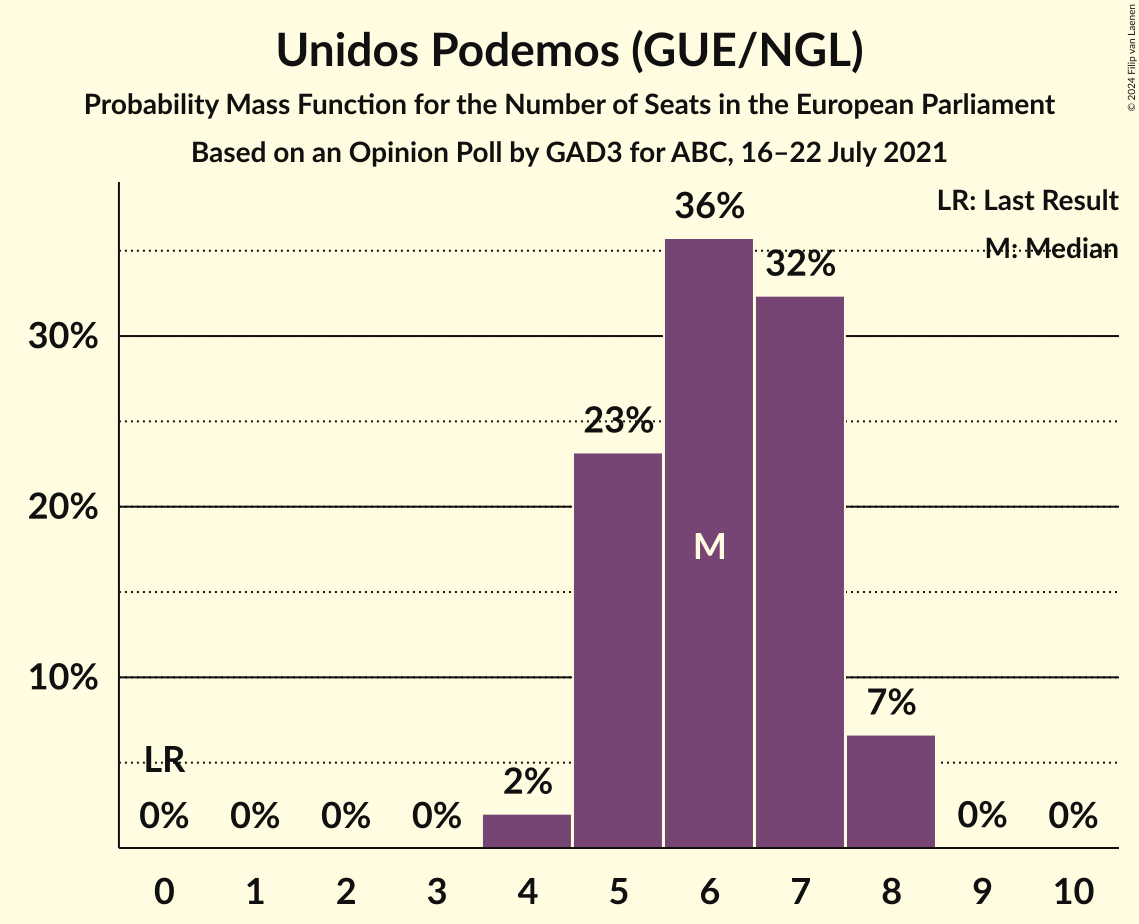 Unidos Podemos (GUE/NGL)
Probability Mass Function for the Number of Seats in the European Parliament
Based on an Opinion Poll by GAD3 for ABC, 16–22 July 2021
© 2024 Filip van Laenen
LR: Last Result
M: Median
36%
32%
30%
23%
20%
M
10%
7%
LR
2%
0% 0% 0% 0% 0% 0%
0 1 2 3 4 5 6 7 8 9 10